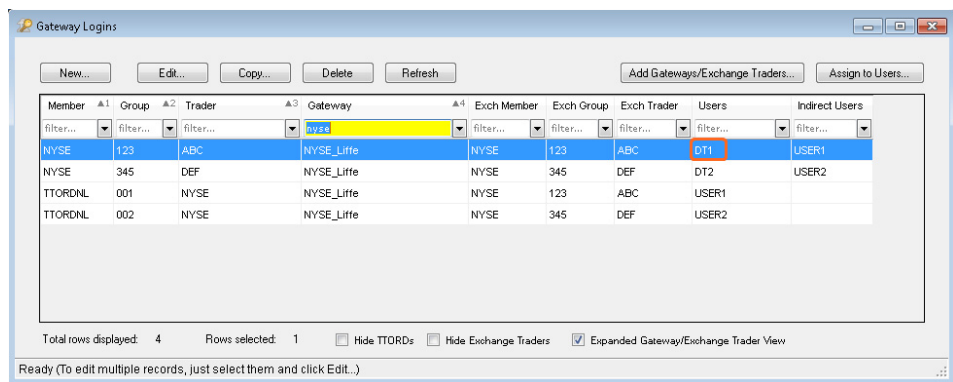 Gateway Logins
New... Edit... Copy... Delete Refresh Add Gateways/Exchange Traders... Assign to Users...
Member ▲1 Group ▲2 Trader ▲3 Gateway ▲4 Exch Member Exch Group Exch Trader Users Indirect Users
filter... filter... filter... nyse filter... filter... filter... filter... filter...
NYSE 123 ABC NYSE_Liffe NYSE 123 ABC DT1 USER1
NYSE 345 DEF NYSE_Liffe NYSE 345 DEF DT2 USER2
TTORDNL 001 NYSE NYSE_Liffe NYSE 123 ABC USER1
TTORDNL 002 NYSE NYSE_Liffe NYSE 345 DEF USER2
Total rows displayed: 4 Rows selected: 1 Hide TTORDs Hide Exchange Traders Expanded Gateway/Exchange Trader View
Ready (To edit multiple records, just select them and click Edit...)